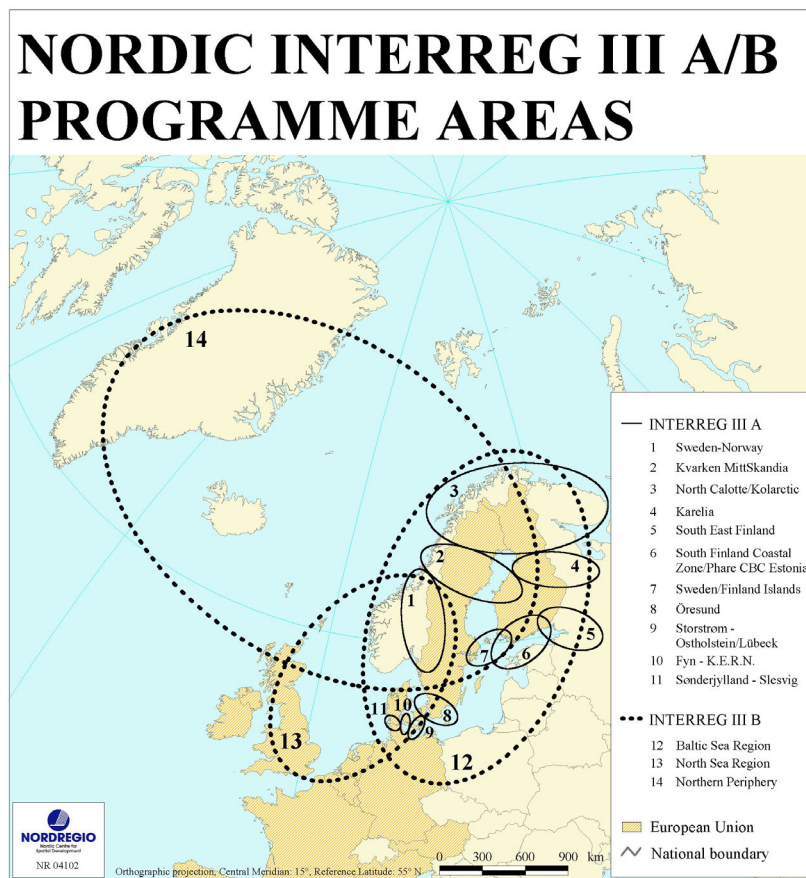 NORDIC INTERREG III A/B
PROGRAMME AREAS
14
3
2
4
1
5
7
6
10
11
8
9
13
12
INTERREG III A
1 Sweden-Norway
2 Kvarken MittSkandia
3 North Calotte/Kolarctic
4 Karelia
5 South East Finland
6 South Finland Coastal
Zone/Phare CBC Estonia
7 Sweden/Finland Islands
8 Öresund
9 Storstrøm -
Ostholstein/Lübeck
10 Fyn - K.E.R.N.
11 Sønderjylland - Slesvig
INTERREG III B
12 Baltic Sea Region
13 North Sea Region
14 Northern Periphery
European Union
National boundary
NORDREGIO
Nordic Centre for
Spatial Development
NR 04102
Orthographic projection, Central Meridian: 15°, Reference Latitude: 55° N
0 300 600 900 km